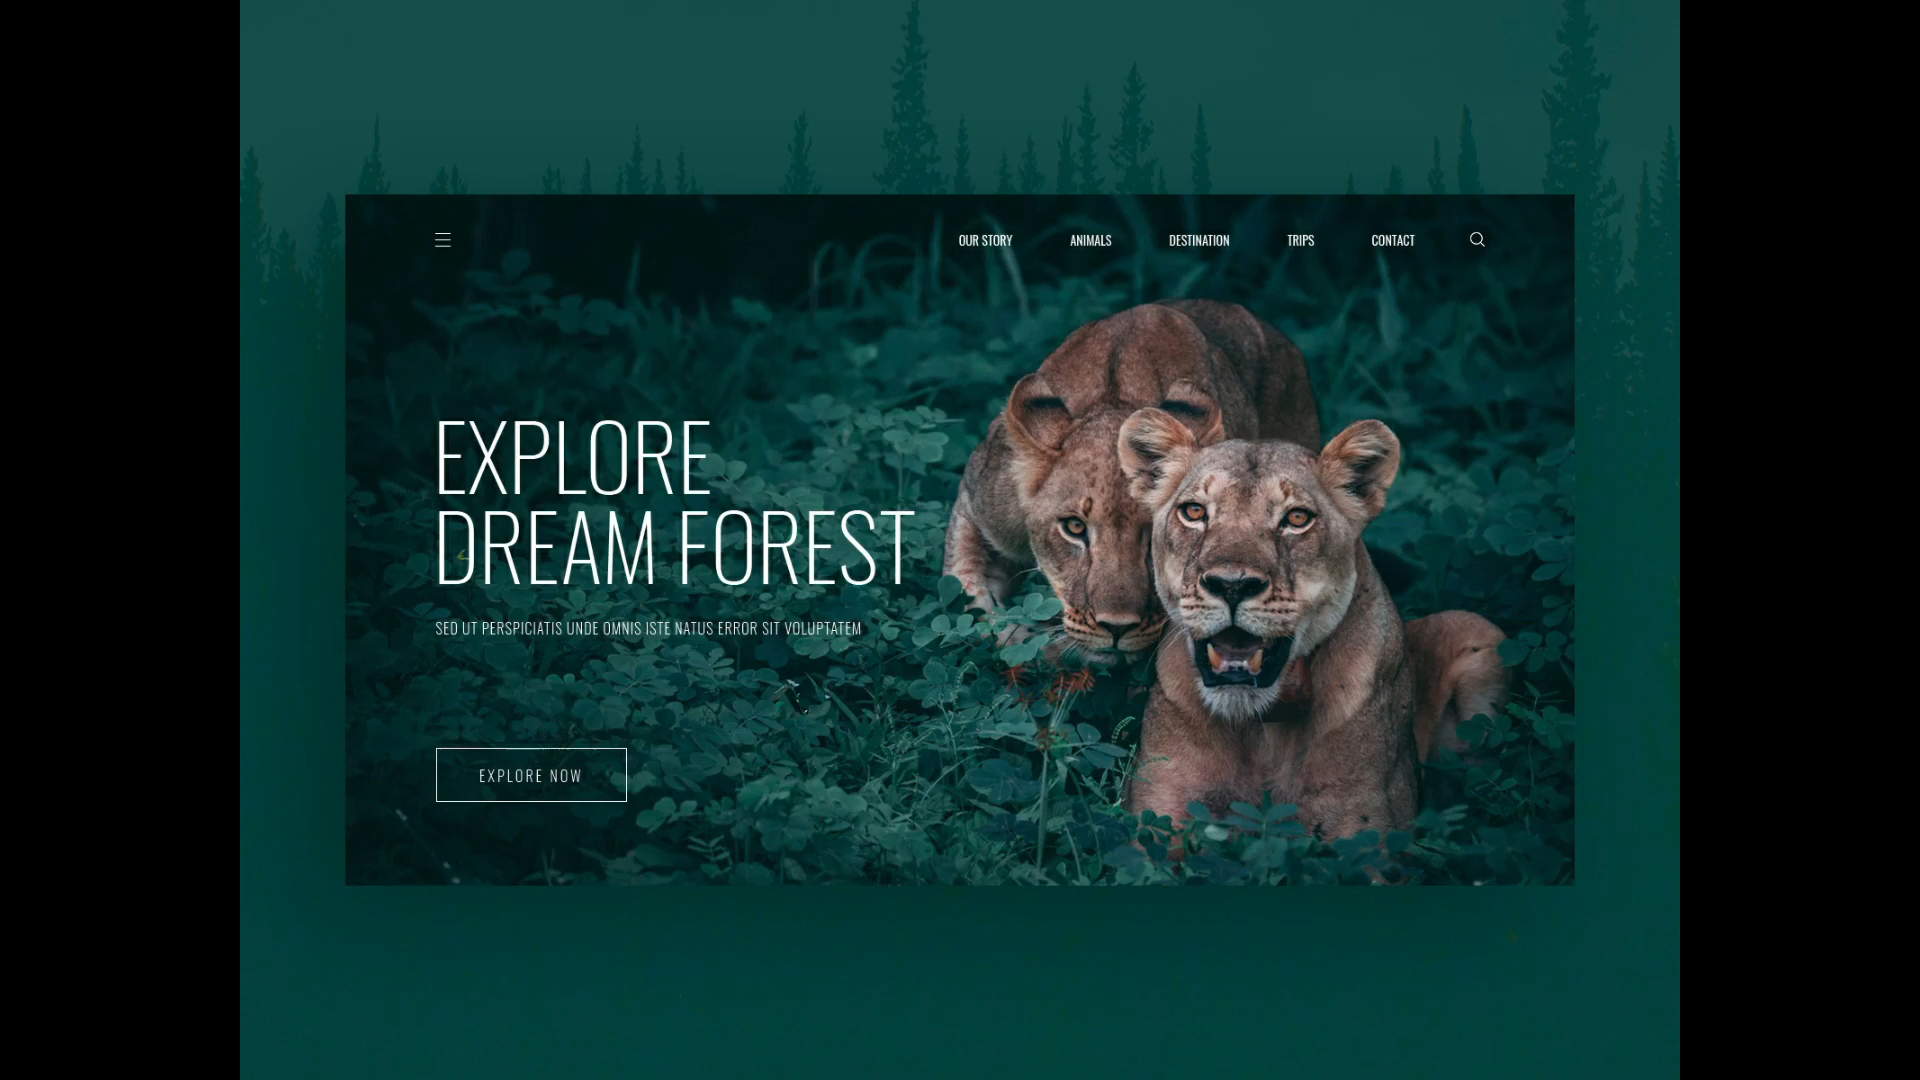 OUR STORY ANIMALS DESTINATION TRIPS CONTACT
EXPLORE
DREAM FOREST
SED UT PERSPICIATIS UNDE OMNIS ISTE NATUS ERROR SIT VOLUPTATEM
EXPLORE NOW